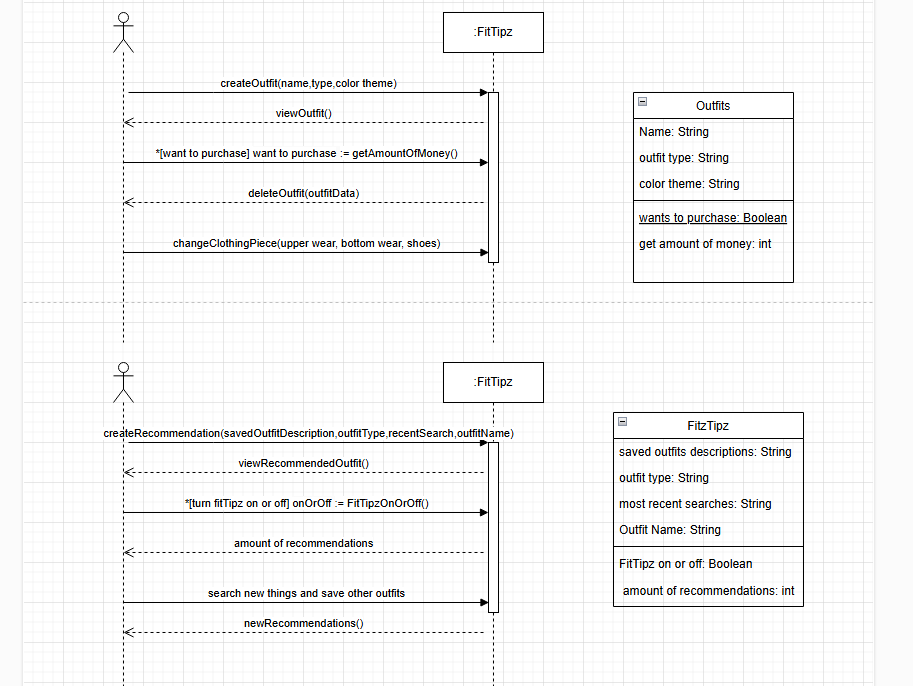 :FitTipz
createOutfit(name,type,color theme)
viewOutfit()
*[want to purchase] want to purchase := getAmountOfMoney()
deleteOutfit(outfitData)
changeClothingPiece(upper wear, bottom wear, shoes)
Outfits
Name: String
outfit type: String
color theme: String
wants to purchase: Boolean
get amount of money: int
:FitTipz
createRecommendation(savedOutfitDescription,outfitType,recentSearch,outfitName)
viewRecommendedOutfit()
*[turn fitTipz on or off] onOrOff := FitTipzOnOrOff()
amount of recommendations
search new things and save other outfits
newRecommendations()
FitzTipz
saved outfits descriptions: String
outfit type: String
most recent searches: String
Outfit Name: String
FitTipz on or off: Boolean
amount of recommendations: int